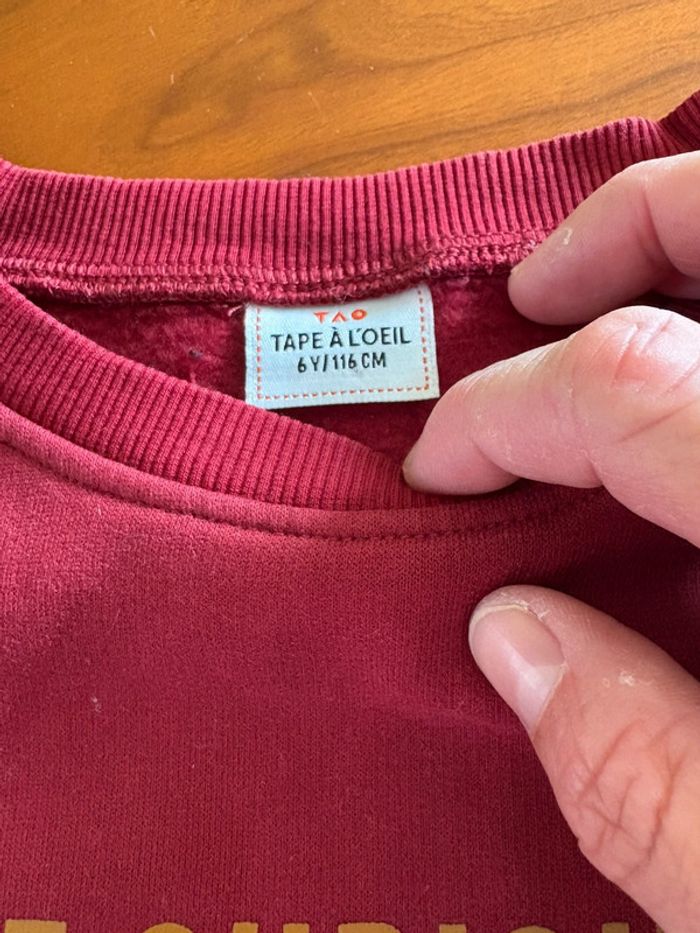 TAO
TAPE À L'OEIL
6Y/116 CM